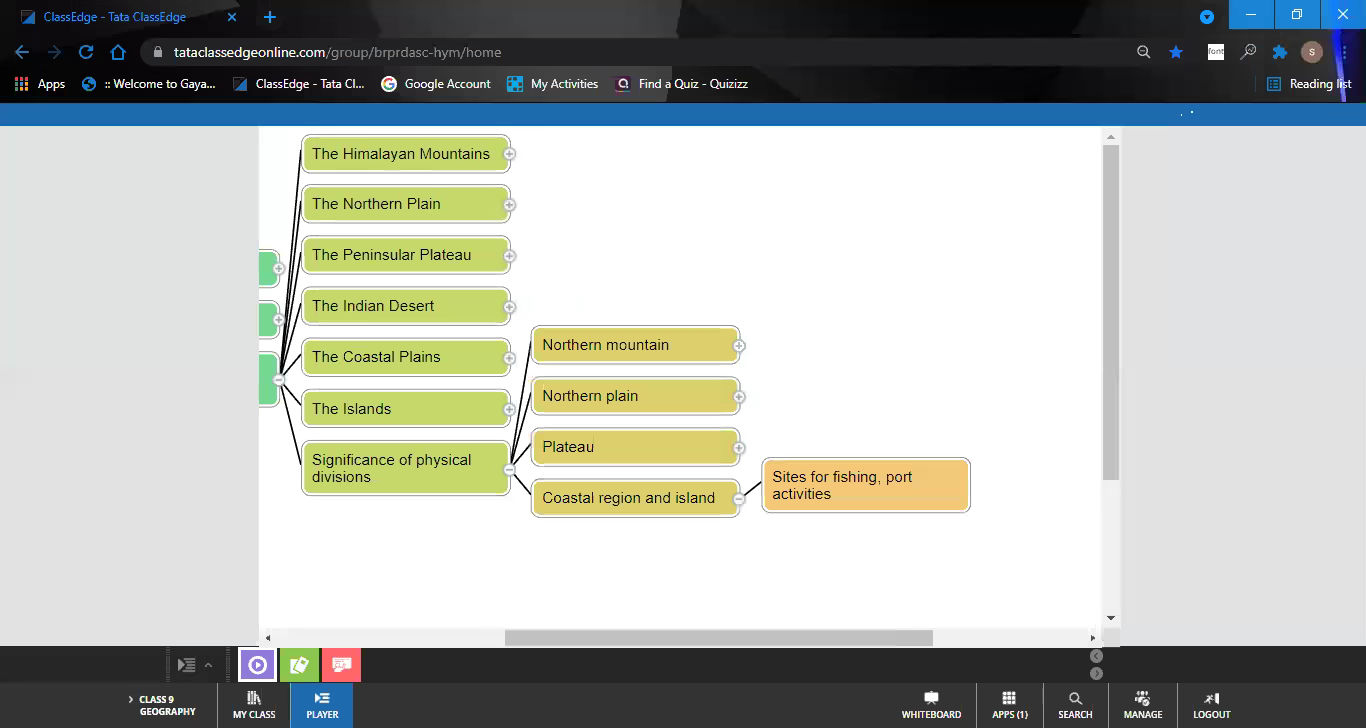 ClassEdge - Tata ClassEdge
tataclassedgeonline.com/group/brprdasc-hym/home
font
S
Apps
:: Welcome to Gaya...
ClassEdge - Tata Cl...
Google Account
My Activities
Find a Quiz - Quizizz
Reading list
The Himalayan Mountains
The Northern Plain
The Peninsular Plateau
The Indian Desert
The Coastal Plains
The Islands
Significance of physical
divisions
Northern mountain
Northern plain
Plateau
Coastal region and island
Sites for fishing, port
activities
CLASS 9
GEOGRAPHY
MY CLASS
PLAYER
WHITEBOARD
APPS (1)
SEARCH
MANAGE
LOGOUT